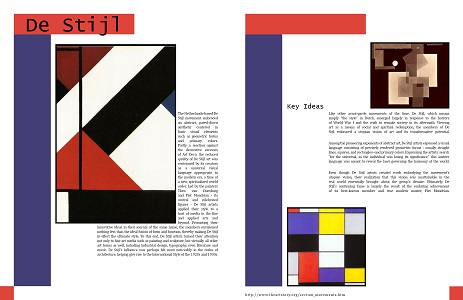 De Stijl
The Netherlands-based De
Stijl movement embraced
an abstract, pared-down
aesthetic centered in
basic visual elements
such as geometric forms
and primary colors.
Partly a reaction against
the decorative excesses
of Art Deco, the reduced
quality of De Stijl art was
envisioned by its creators
as a universal visual
language appropriate to
the modern era, a time of
a new, spiritualized world
order. Led by the painters
Theo van Doesburg
and Piet Mondrian - its
central and celebrated
figures - De Stijl artists
applied their style to a
host of media in the fine
and applied arts and
beyond. Promoting their
innovative ideas in their journal of the same name, the members envisioned
nothing less than the ideal fusion of form and function, thereby making De Stijl
in effect the ultimate style. To this end, De Stijl artists turned their attention
not only to fine art media such as painting and sculpture, but virtually all other
art forms as well, including industrial design, typography, even literature and
music. De Stijl's influence was perhaps felt most noticeably in the realm of
architecture, helping give rise to the International Style of the 1920s and 1930s.
Key Ideas
Like other avant-garde movements of the time, De Stijl, which means
simply "the style" in Dutch, emerged largely in response to the horrors
of World War I and the wish to remake society in its aftermath. Viewing
art as a means of social and spiritual redemption, the members of De
Stijl embraced a utopian vision of art and its transformative potential.
Among the pioneering exponents of abstract art, De Stijl artists espoused a visual
language consisting of precisely rendered geometric forms - usually straight
lines, squares, and rectangles--and primary colors. Expressing the artists' search
"for the universal, as the individual was losing its significance," this austere
language was meant to reveal the laws governing the harmony of the world.
Even though De Stijl artists created work embodying the movement's
utopian vision, their realization that this vision was unattainable in the
real world essentially brought about the group's demise. Ultimately, De
Stijl's continuing fame is largely the result of the enduring achievement
of its best-known member and true modern master, Piet Mondrian.
http://www.theartstory.org/section_movements.htm